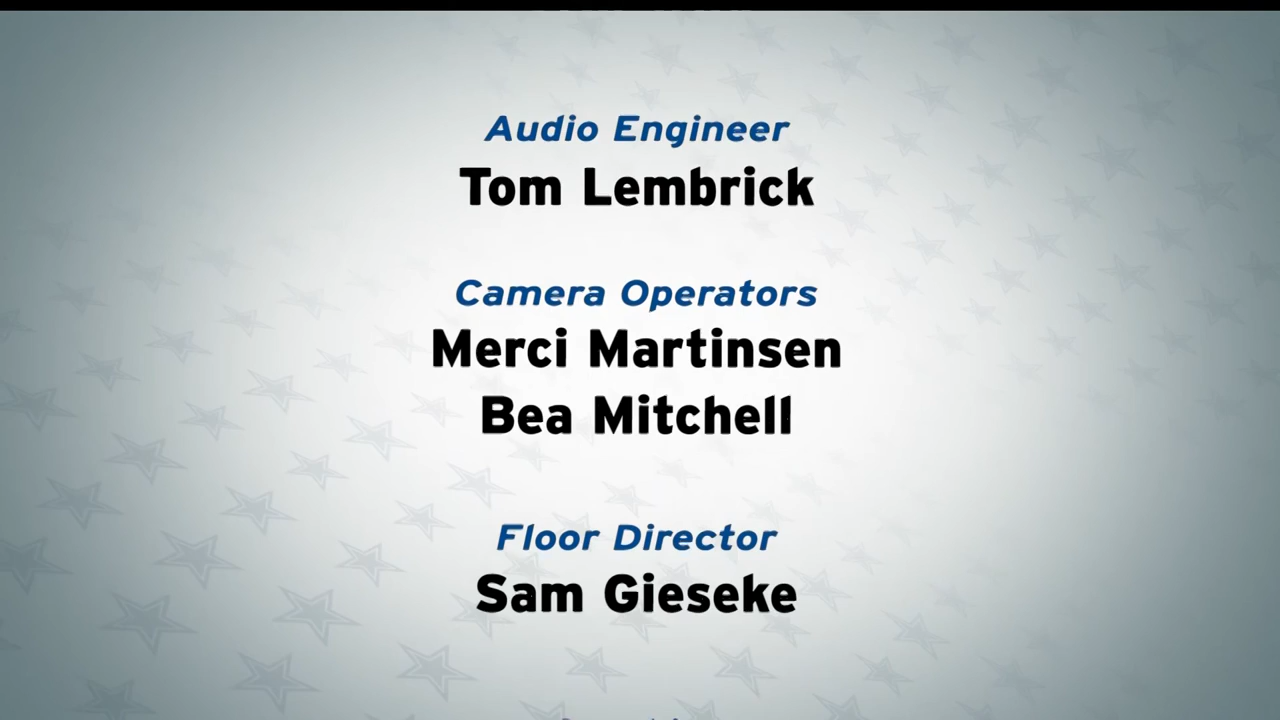 Audio Engineer
Tom Lembrick
Camera Operators
Merci Martinsen
Bea Mitchell
Floor Director
Sam Gieseke